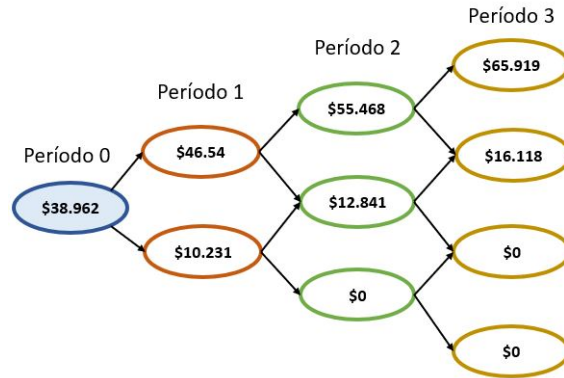 Período 0
$38.962
Período 1
$46.54
$10.231
Período 2
$55.468
$12.841
$0
Período 3
$65.919
$16.118
$0
$0